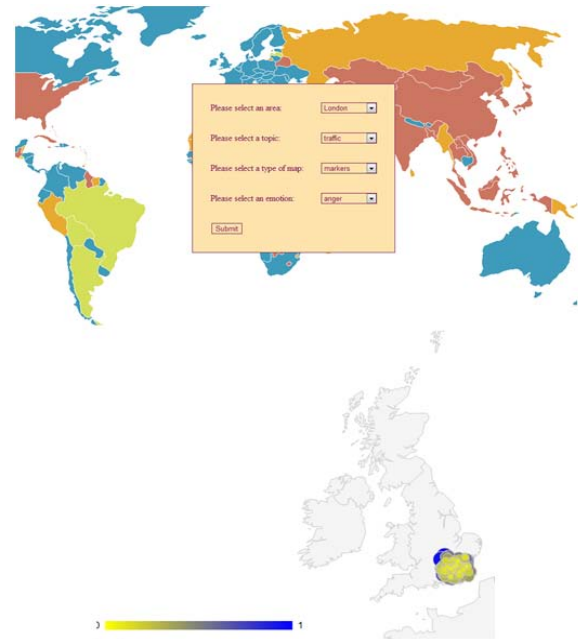 Please select an area: London
Please select a topic: traffic
Please select a type of map: markers
Please select an emotion: anger
Submit
1